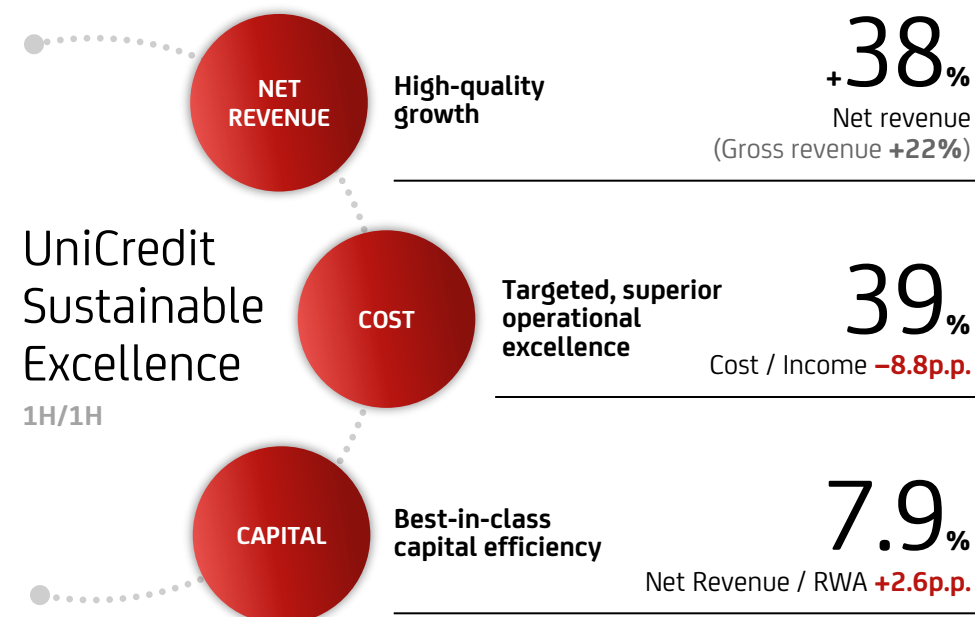 NET
REVENUE
High-quality
growth
+38%
Net revenue
(Gross revenue +22%)
UniCredit
Sustainable
Excellence
1H/1H
COST
Targeted, superior
operational
excellence
39%
Cost / Income –8.8p.p.
CAPITAL
Best-in-class
capital efficiency
7.9%
Net Revenue / RWA +2.6p.p.